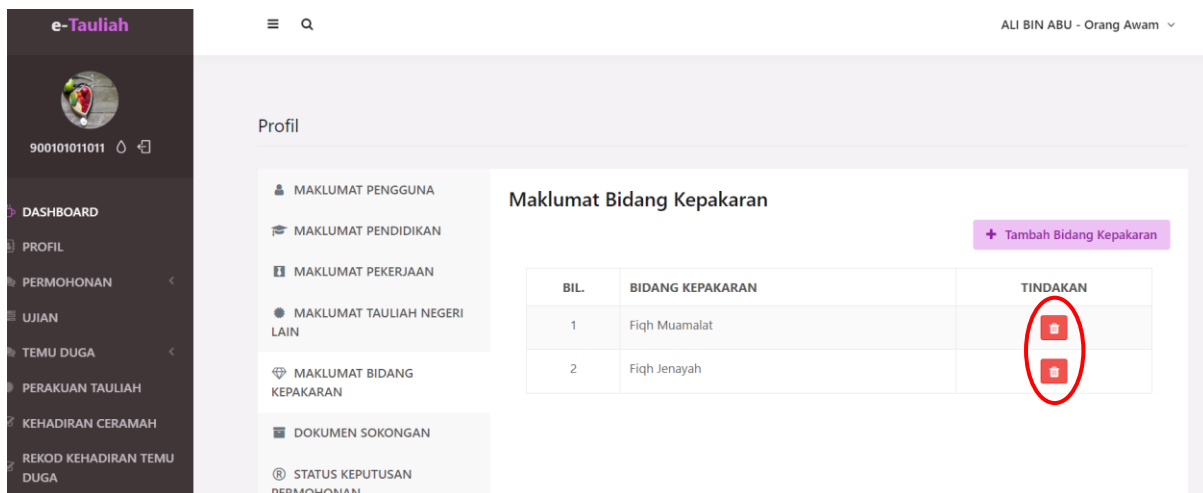 e-Tauliah
ALI BIN ABU - Orang Awam
900101011011
DASHBOARD
PROFIL
PERMOHONAN
UJIAN
TEMU DUGA
PERAKUAN TAULIAH
KEHADIRAN CERAMAH
REKOD KEHADIRAN TEMU
DUGA
Profil
MAKLUMAT PENGGUNA
MAKLUMAT PENDIDIKAN
MAKLUMAT PEKERJAAN
MAKLUMAT TAULIAH NEGERI
LAIN
MAKLUMAT BIDANG
KEPAKARAN
DOKUMEN SOKONGAN
STATUS KEPUTUSAN
PERMOHONAN
Maklumat Bidang Kepakaran
+ Tambah Bidang Kepakaran
BIL. BIDANG KEPAKARAN TINDAKAN
1 Fiqh Muamalat
2 Fiqh Jenayah